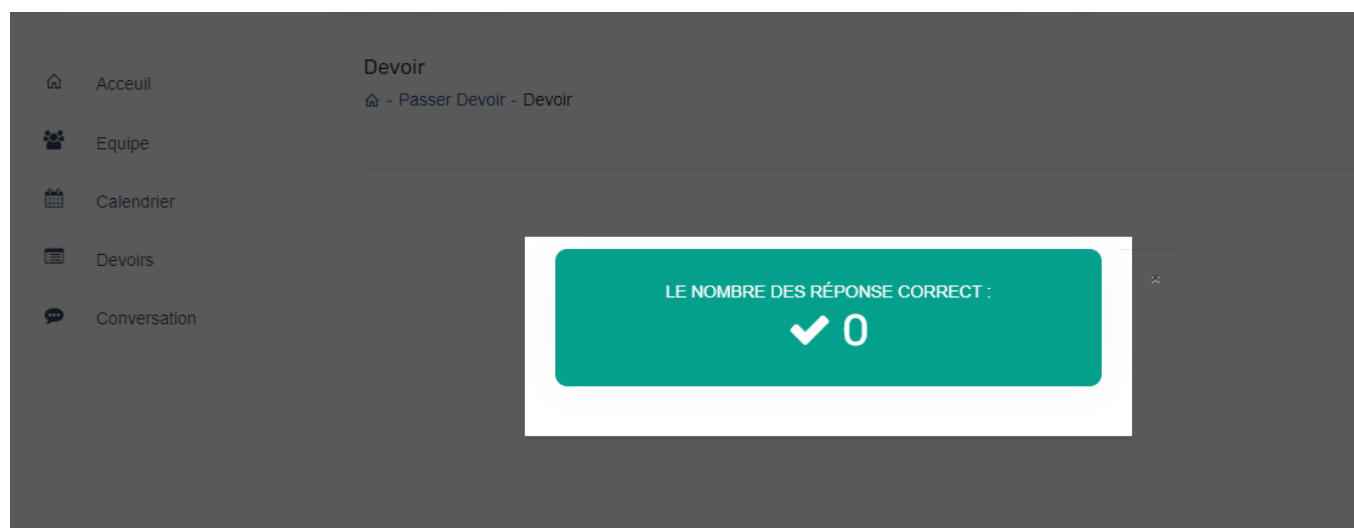 Acceuil
Equipe
Calendrier
Devoirs
Conversation
Devoir
- Passer Devoir - Devoir
LE NOMBRE DES RÉPONSE CORRECT :
0
×